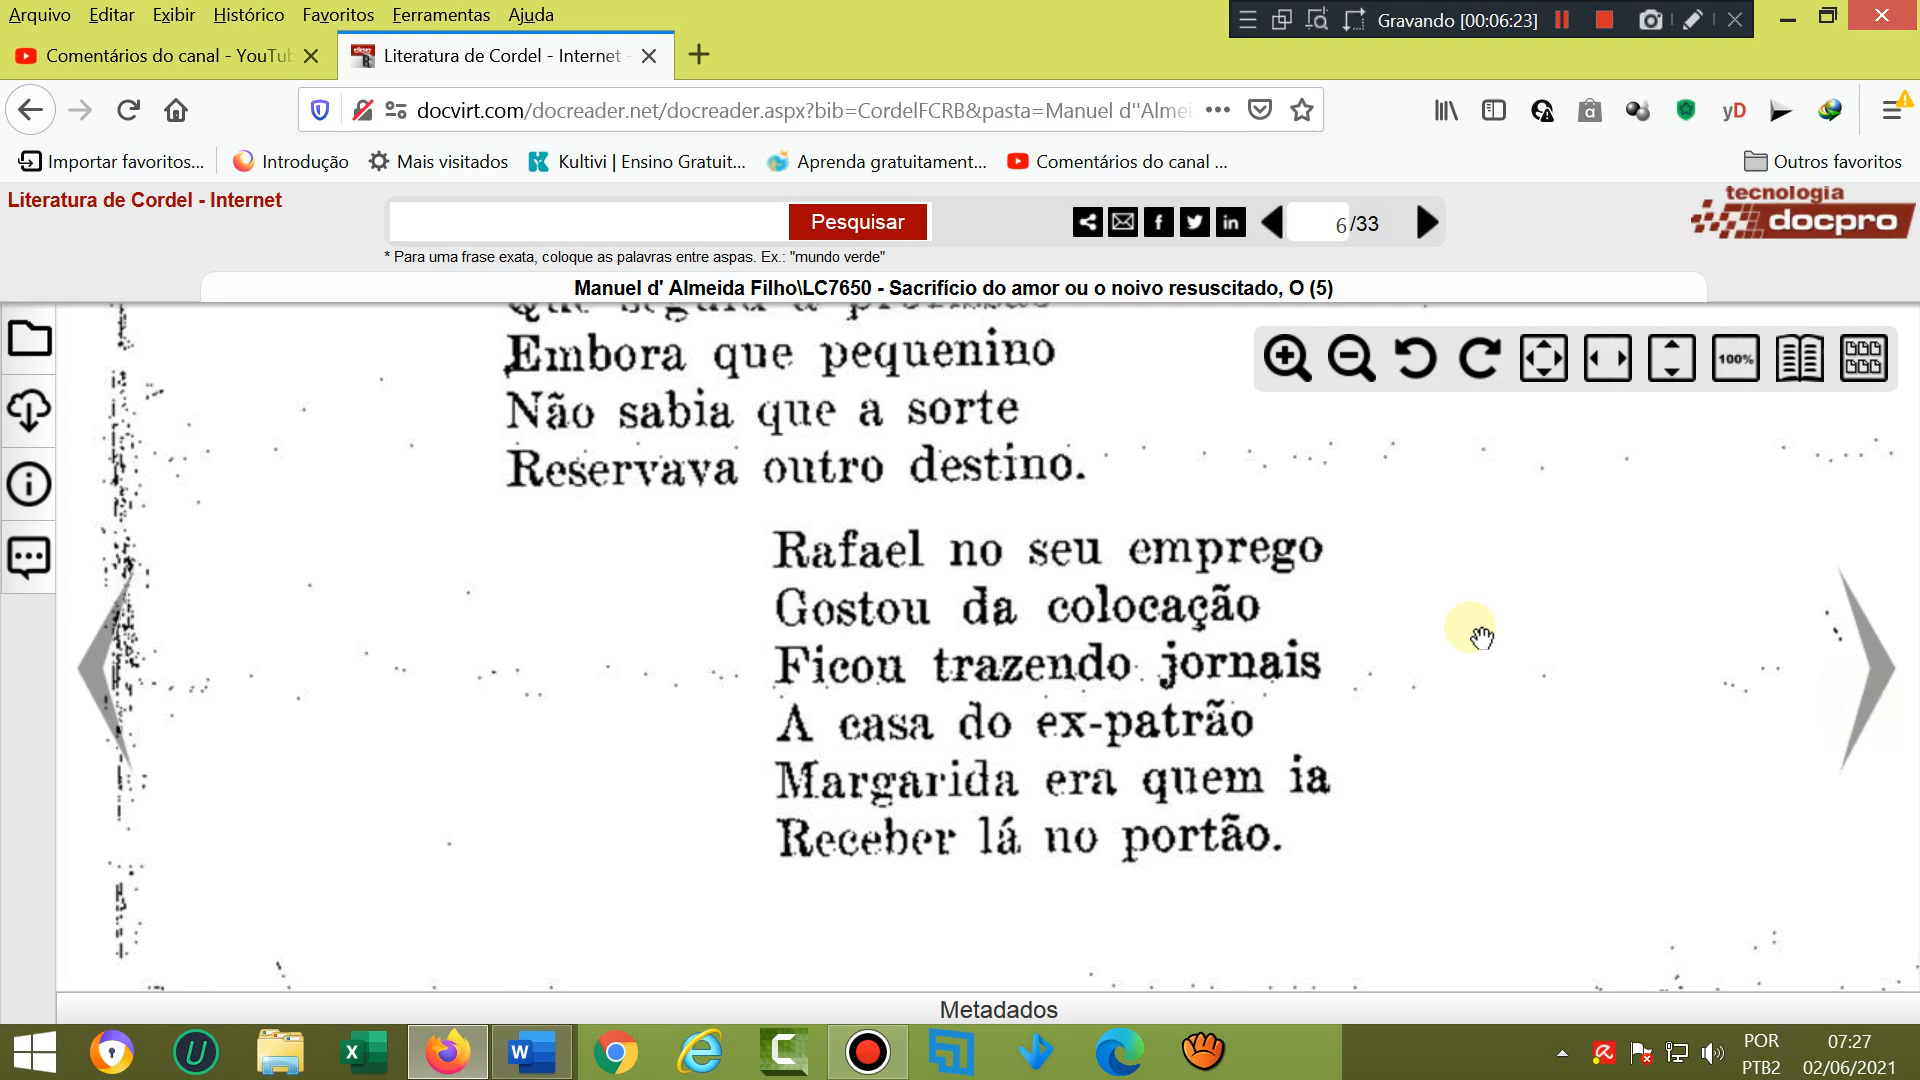 Arquivo Editar Exibir Histórico Favoritos Ferramentas Ajuda
Gravando [00:06:23]
Comentários do canal - YouTub
Literatura de Cordel - Internet -
docvirt.com/docreader.net/docreader.aspx?bib=CordelFCRB&pasta=Manuel d''Almei
yD
Importar favoritos...
Introdução
Mais visitados
Kultivi | Ensino Gratuit...
Aprenda gratuitament...
Comentários do canal ...
Outros favoritos
Literatura de Cordel - Internet
Pesquisar
6 /33
tecnologia
docpro
* Para uma frase exata, coloque as palavras entre aspas. Ex.: "mundo verde"
Manuel d' Almeida Filho\LC7650 - Sacrifício do amor ou o noivo resuscitado, O (5)
100%
Que seguia a
Embora que pequenino
Não sabia que a sorte
Reservava outro destino.
Rafael no seu emprego
Gostou da colocação
Ficou trazendo jornais
A casa do ex-patrão
Margarida era quem ia
Receber lá no portão.
Metadados
POR
PTB2
07:27
02/06/2021